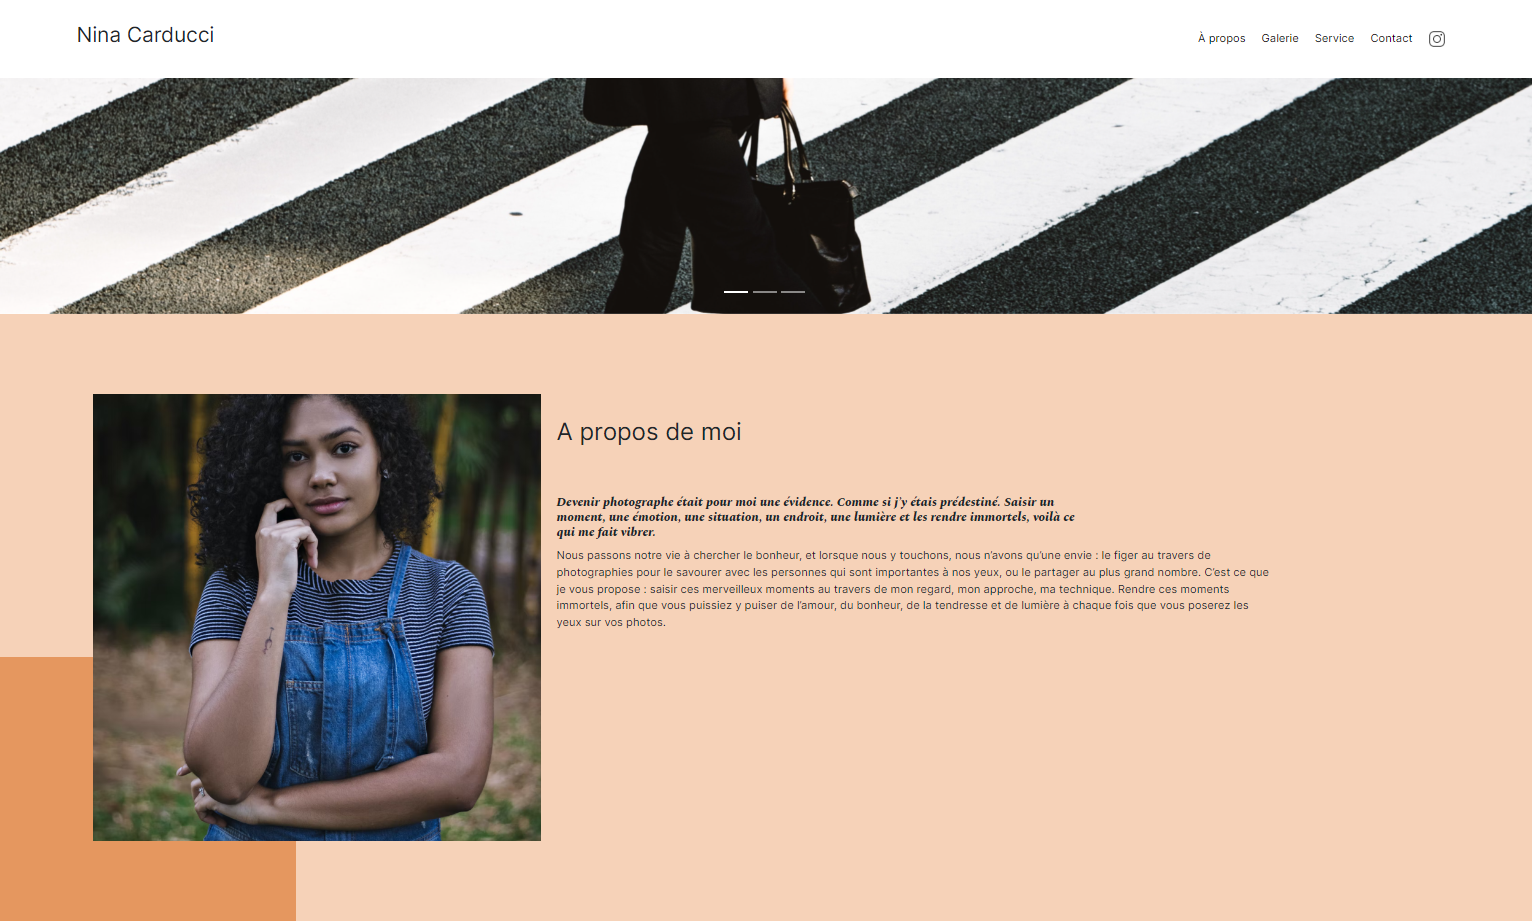 Nina Carducci
À propos Galerie Service Contact
A propos de moi
Devenir photographe était pour moi une évidence. Comme si j'y étais prédestiné. Saisir un
moment, une émotion, une situation, un endroit, une lumière et les rendre immortels, voilà ce
qui me fait vibrer.
Nous passons notre vie à chercher le bonheur, et lorsque nous y touchons, nous n’avons qu’une envie : le figer au travers de
photographies pour le savourer avec les personnes qui sont importantes à nos yeux, ou le partager au plus grand nombre. C’est ce que
je vous propose : saisir ces merveilleux moments au travers de mon regard, mon approche, ma technique. Rendre ces moments
immortels, afin que vous puissiez y puiser de l’amour, du bonheur, de la tendresse et de lumière à chaque fois que vous poserez les
yeux sur vos photos.